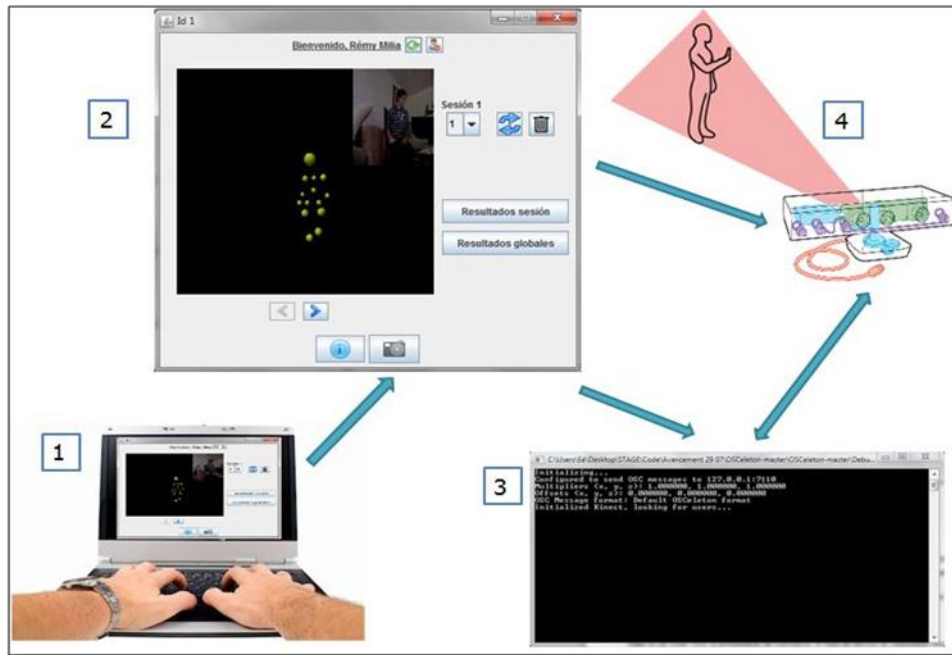 Id 1
Bienvenido, Rémy Milia
2
Sesión 1
1
4
Resultados sesión
Resultados globales
1
3
C:\Users\Se\Desktop\STAGE\Code\Avancement 29.07\OSCeleton-master\OSCeleton-master\Debu...
Initializing...
Configured to send OSC messages to 127.0.0.1:7110
Multipliers (x, y, z): 1.000000, 1.000000, 1.000000
Offsets (x, y, z): 0.000000, 0.000000, 0.000000
OSC Message format: Default OSCeleton format
Initialized Kinect, looking for users...